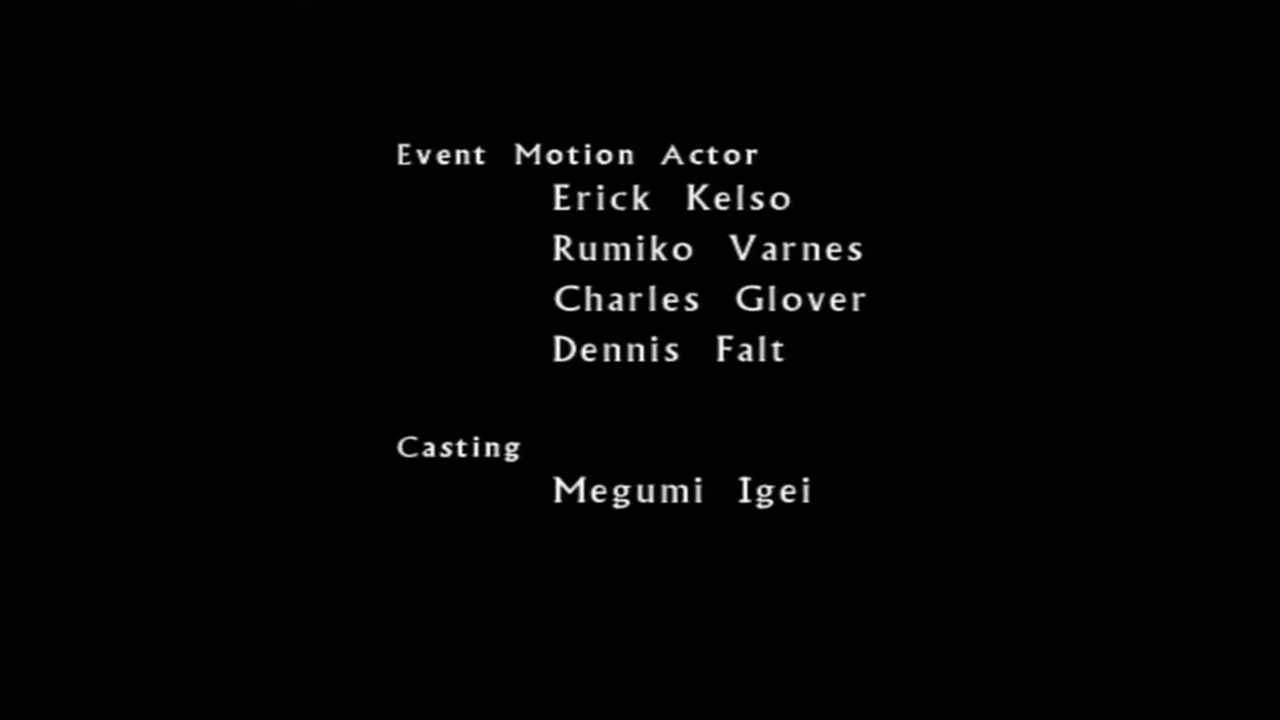 Event Motion Actor
Erick Kelso
Rumiko Varnes
Charles Glover
Dennis Falt
Casting
Megumi Igei